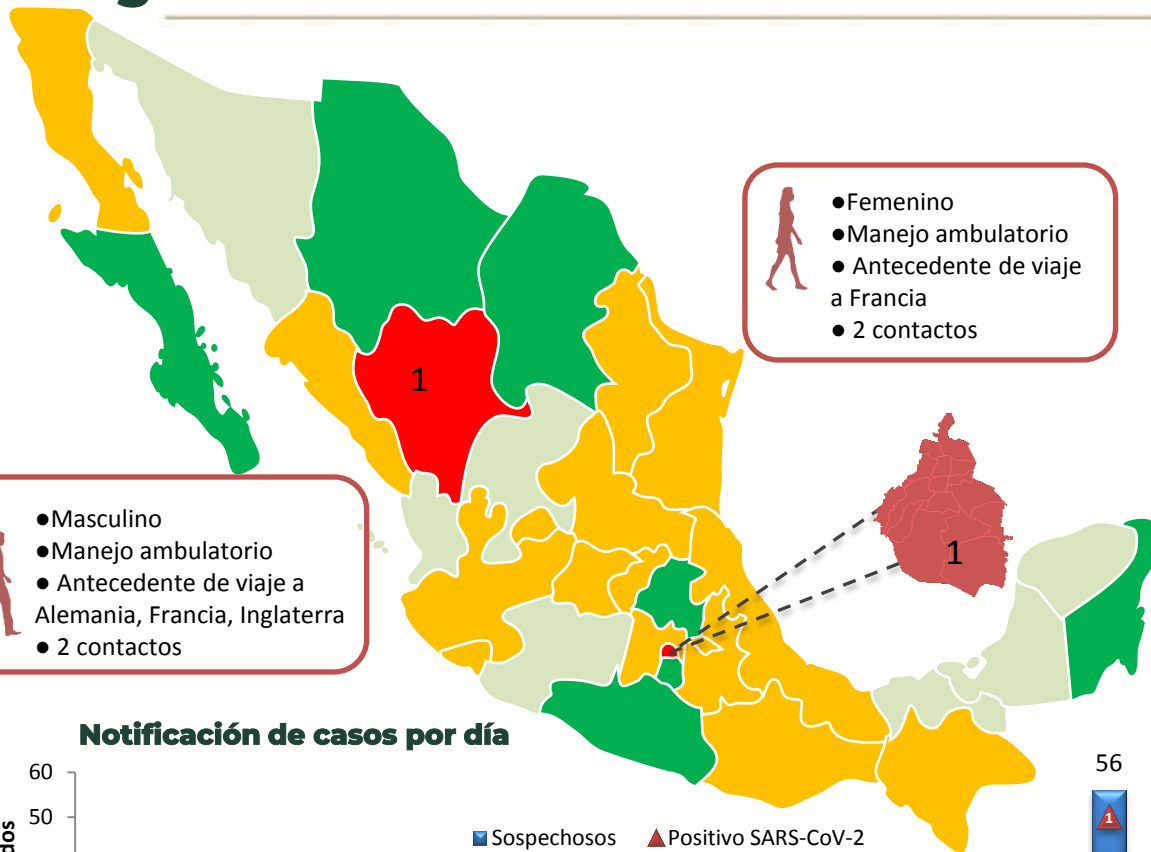 ●Femenino
●Manejo ambulatorio
● Antecedente de viaje
a Francia
● 2 contactos
1
1
●Masculino
●Manejo ambulatorio
● Antecedente de viaje a
Alemania, Francia, Inglaterra
● 2 contactos
Notificación de casos por día
60
50
56
1
Sospechosos
Positivo SARS-CoV-2